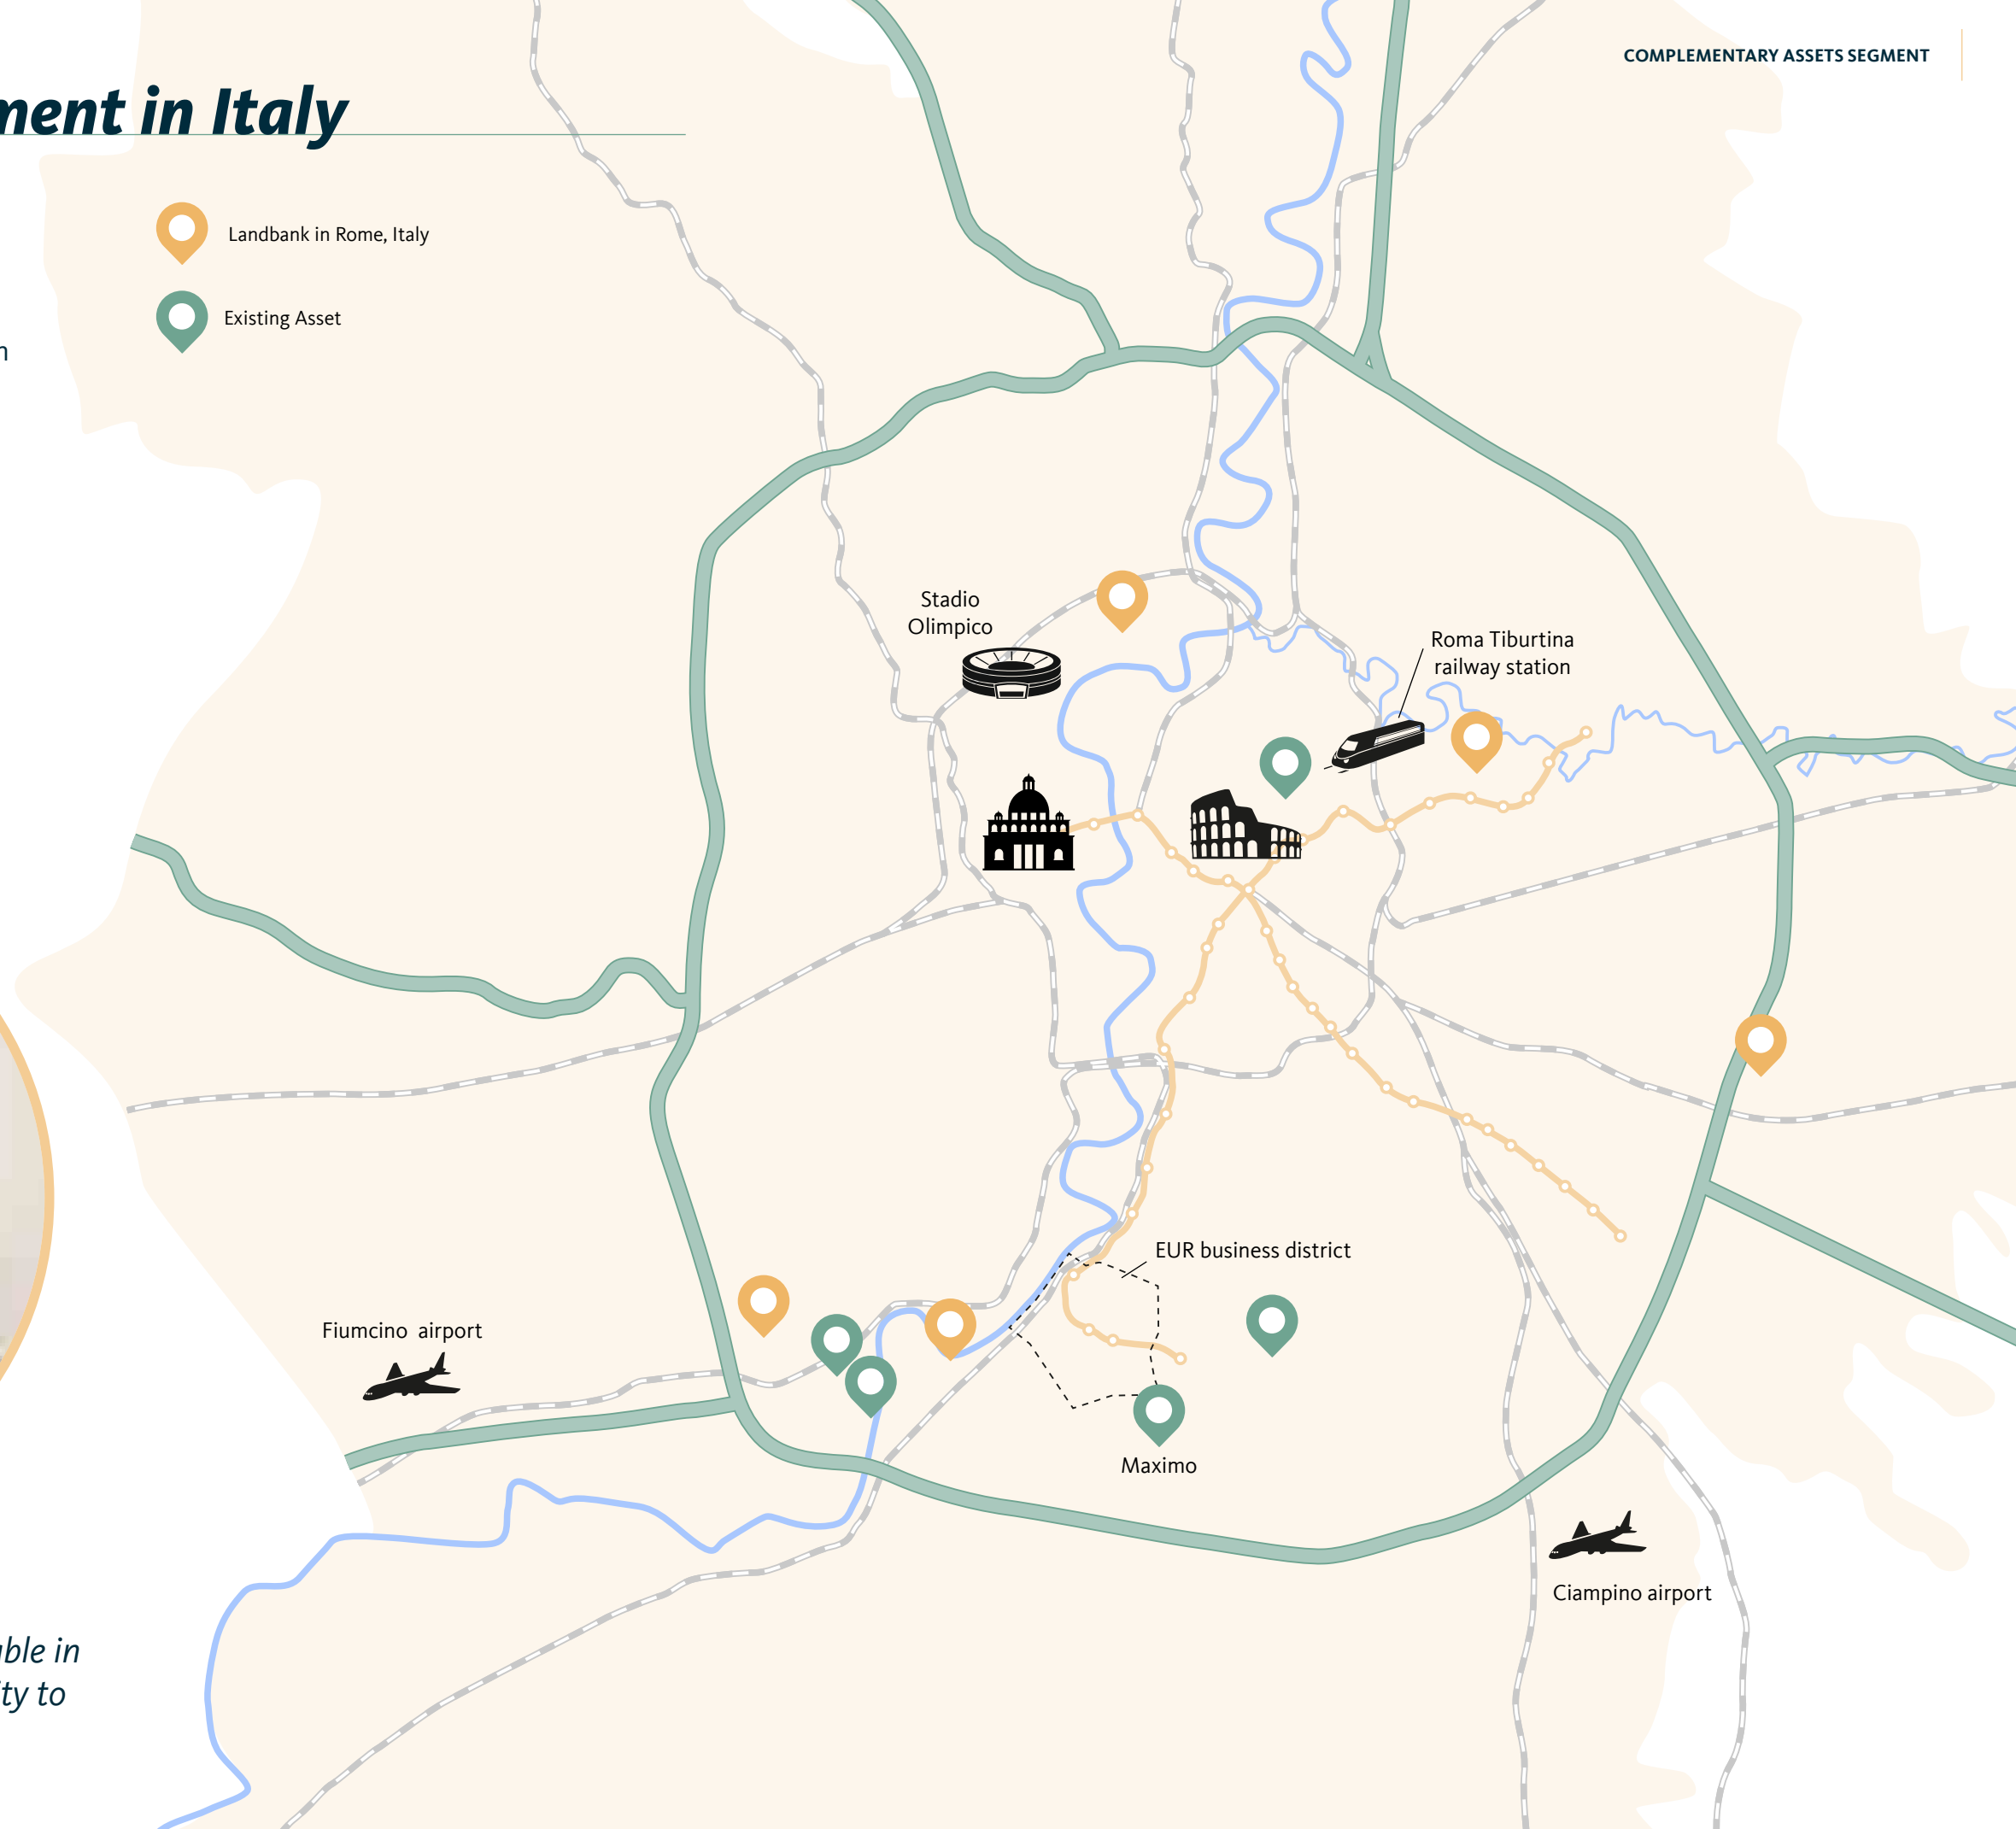 COMPLEMENTARY ASSETS SEGMENT
ment in Italy
Landbank in Rome, Italy
Existing Asset
Stadio
Olimpico
Roma Tiburtina
railway station
EUR business district
Fiumcino airport
Maximo
Ciampino airport
ble in
ty to